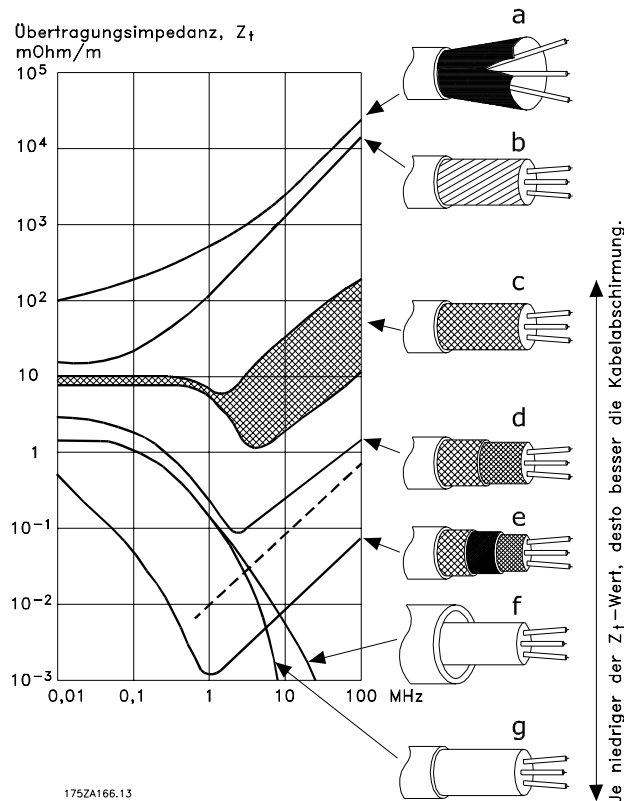 Übertragungsimpedanz, Zt
mOhm/m
10⁵
10⁴
10³
10²
10
1
10⁻¹
10⁻²
10⁻³
0,01 0,1 1 10 100 MHz
a
b
c
d
e
f
g
Je niedriger der Zt-Wert, desto besser die Kabelabschirmung.
175ZA166.13